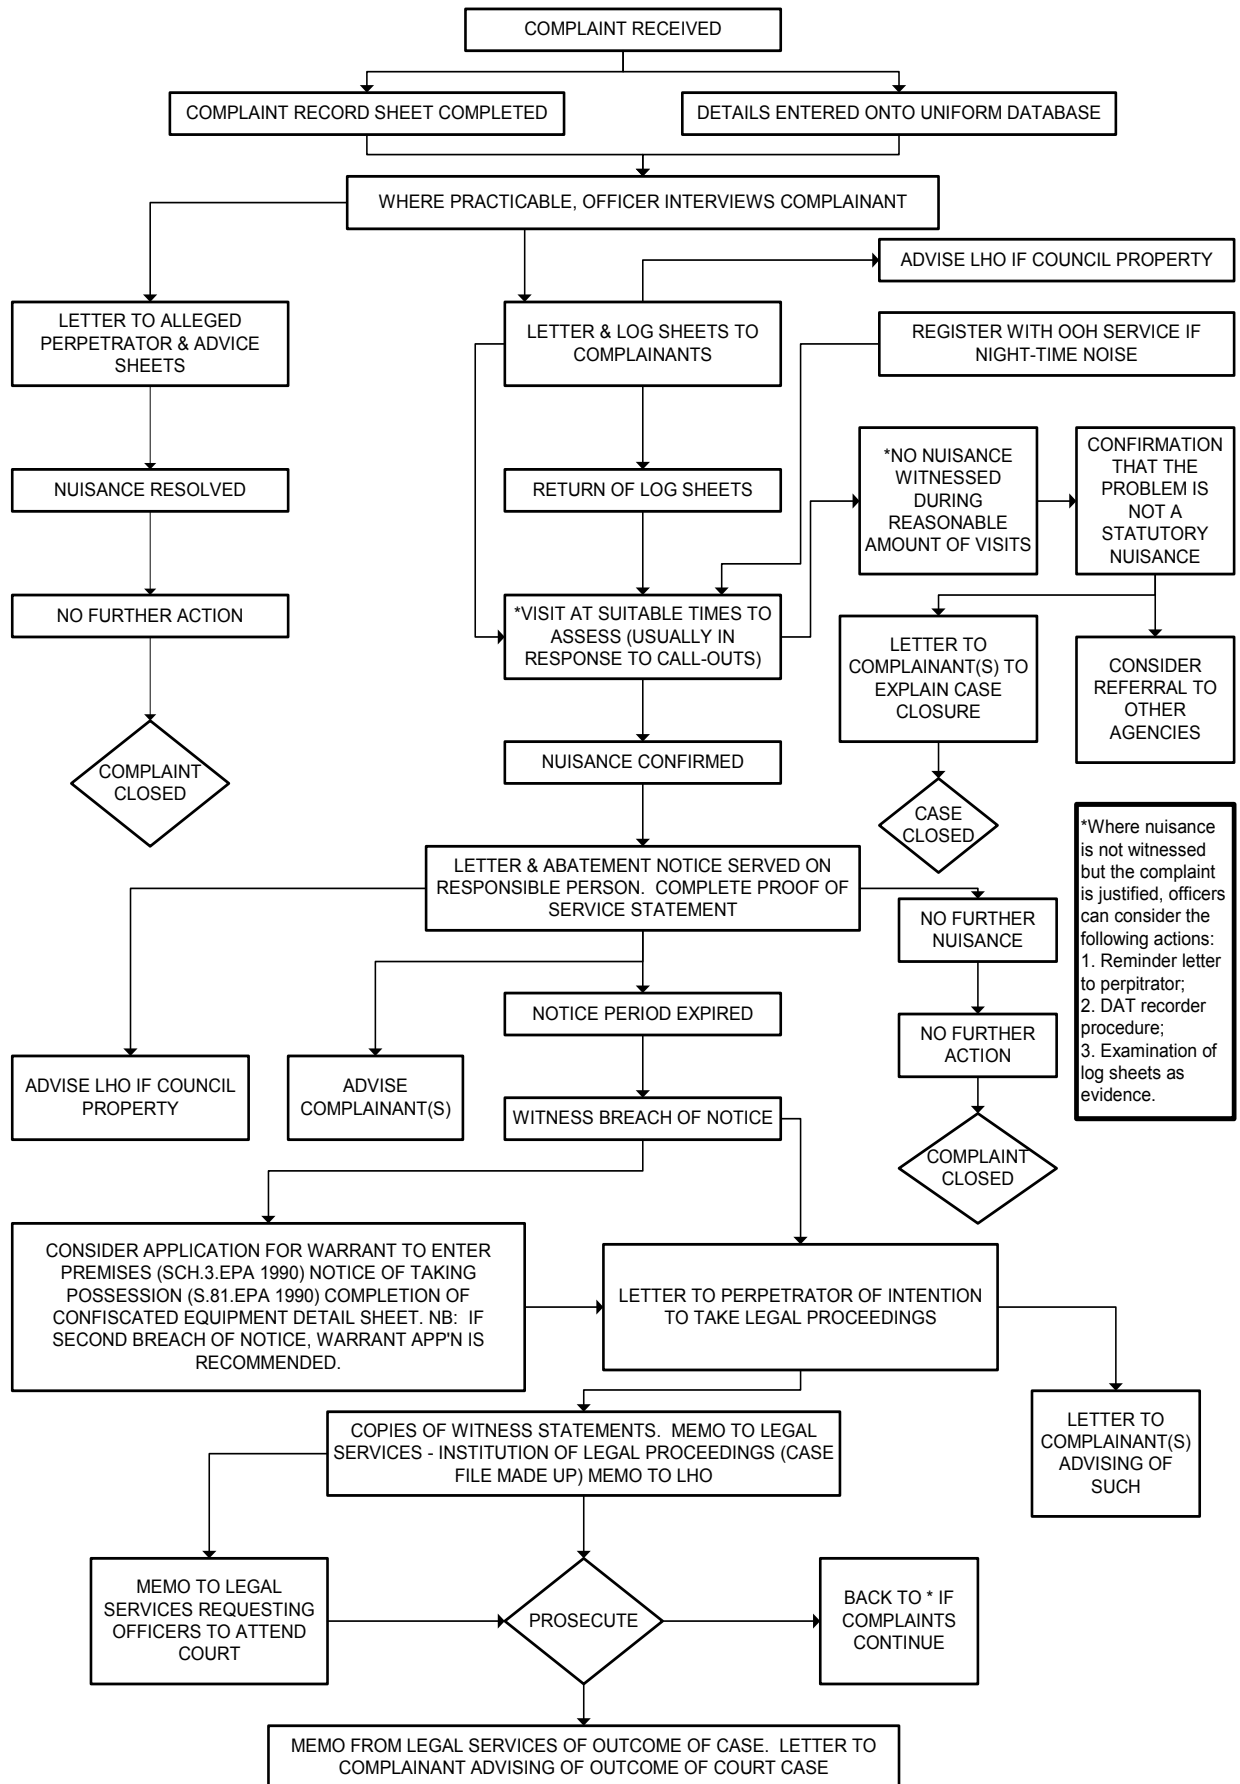 COMPLAINT RECEIVED
COMPLAINT RECORD SHEET COMPLETED
DETAILS ENTERED ONTO UNIFORM DATABASE
WHERE PRACTICABLE, OFFICER INTERVIEWS COMPLAINANT
ADVISE LHO IF COUNCIL PROPERTY
LETTER TO ALLEGED
PERPETRATOR & ADVICE
SHEETS
LETTER & LOG SHEETS TO
COMPLAINANTS
REGISTER WITH OOH SERVICE IF
NIGHT-TIME NOISE
NUISANCE RESOLVED
RETURN OF LOG SHEETS
*NO NUISANCE
WITNESSED
DURING
REASONABLE
AMOUNT OF VISITS
CONFIRMATION
THAT THE
PROBLEM IS
NOT A
STATUTORY
NUISANCE
NO FURTHER ACTION
*VISIT AT SUITABLE TIMES TO
ASSESS (USUALLY IN
RESPONSE TO CALL-OUTS)
LETTER TO
COMPLAINANT(S) TO
EXPLAIN CASE
CLOSURE
CONSIDER
REFERRAL TO
OTHER
AGENCIES
COMPLAINT
CLOSED
NUISANCE CONFIRMED
CASE
CLOSED
*Where nuisance
is not witnessed
but the complaint
is justified, officers
can consider the
following actions:
1. Reminder letter
to perpitrator;
2. DAT recorder
procedure;
3. Examination of
log sheets as
evidence.
LETTER & ABATEMENT NOTICE SERVED ON
RESPONSIBLE PERSON.  COMPLETE PROOF OF
SERVICE STATEMENT
NO FURTHER
NUISANCE
NOTICE PERIOD EXPIRED
NO FURTHER
ACTION
ADVISE LHO IF COUNCIL
PROPERTY
ADVISE
COMPLAINANT(S)
WITNESS BREACH OF NOTICE
COMPLAINT
CLOSED
CONSIDER APPLICATION FOR WARRANT TO ENTER
PREMISES (SCH.3.EPA 1990) NOTICE OF TAKING
POSSESSION (S.81.EPA 1990) COMPLETION OF
CONFISCATED EQUIPMENT DETAIL SHEET. NB:  IF
SECOND BREACH OF NOTICE, WARRANT APP'N IS
RECOMMENDED.
LETTER TO PERPETRATOR OF INTENTION
TO TAKE LEGAL PROCEEDINGS
LETTER TO
COMPLAINANT(S)
ADVISING OF
SUCH
COPIES OF WITNESS STATEMENTS.  MEMO TO LEGAL
SERVICES - INSTITUTION OF LEGAL PROCEEDINGS (CASE
FILE MADE UP) MEMO TO LHO
MEMO TO LEGAL
SERVICES REQUESTING
OFFICERS TO ATTEND
COURT
PROSECUTE
BACK TO * IF
COMPLAINTS
CONTINUE
MEMO FROM LEGAL SERVICES OF OUTCOME OF CASE.  LETTER TO
COMPLAINANT ADVISING OF OUTCOME OF COURT CASE